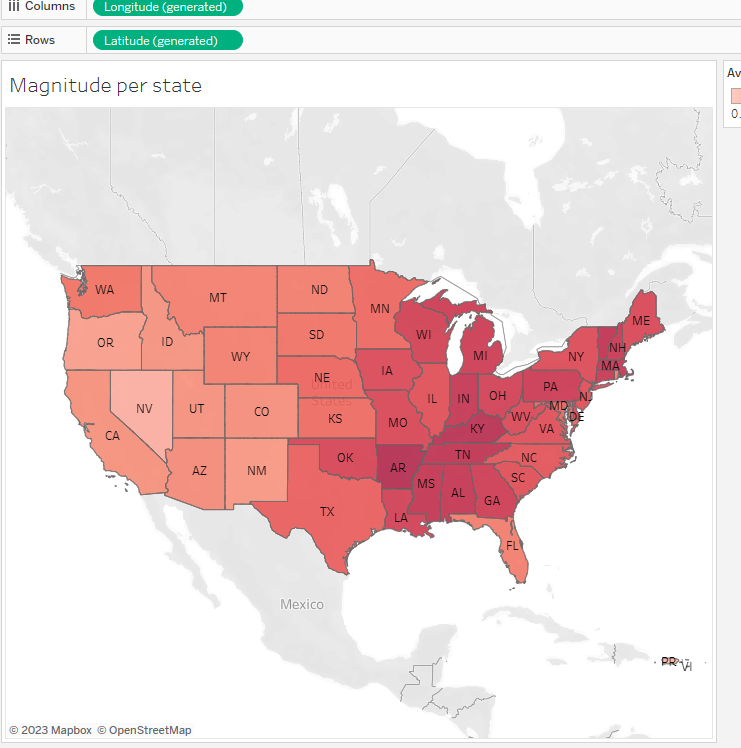 Columns
Longitude (generated)
Rows
Latitude (generated)
Magnitude per state
Av
0.
WA
MT
ND
MN
OR
ID
WY
SD
WI
MI
ME
NH
MA
NY
NV
UT
CO
NE
United
States
KS
IA
MO
IL
IN
OH
PA
NJ
MD
DE
WV
VA
KY
CA
AZ
NM
OK
AR
TN
NC
SC
TX
LA
MS
AL
GA
FL
Mexico
PR
VI
© 2023 Mapbox © OpenStreetMap